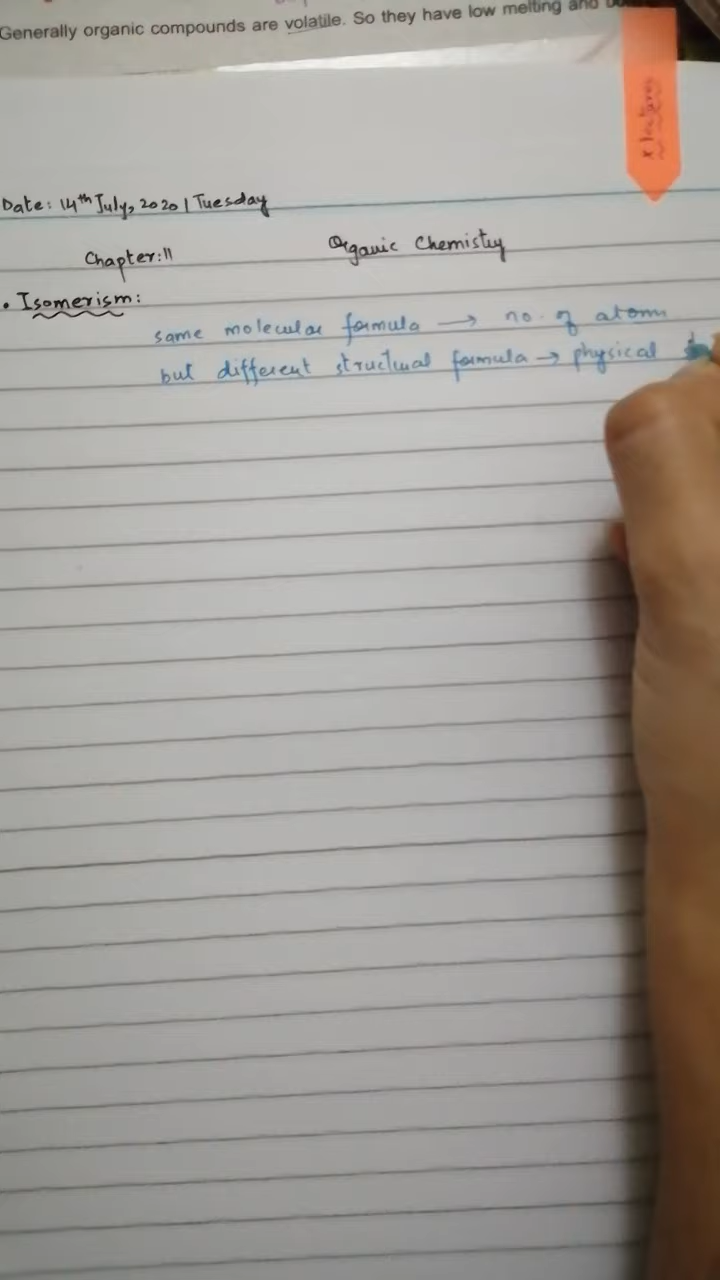 Generally organic compounds are volatile. So they have low melting and
Date: 14th July, 2020 | Tuesday
Chapter: 11 Organic Chemistry
• Isomerism:
same molecular formula → no. of atoms
but different structural formula → physical